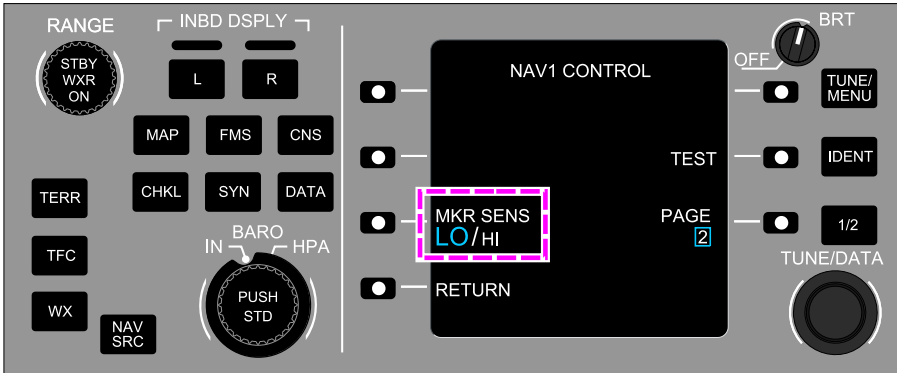 RANGE
STBY
WXR
ON
INBD DSPLY
L
R
MAP
FMS
CNS
CHKL
SYN
DATA
TERR
TFC
WX
NAV
SRC
BARO
IN
HPA
PUSH
STD
NAV1 CONTROL
TEST
MKR SENS
LO/HI
PAGE
2
RETURN
BRT
OFF
TUNE/
MENU
IDENT
1/2
TUNE/DATA